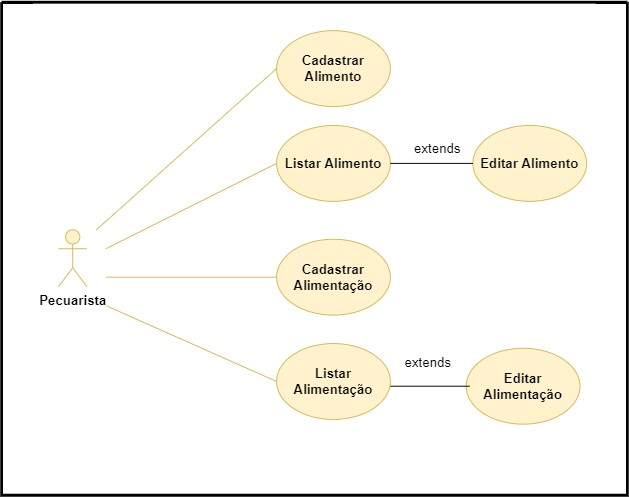 Cadastrar
Alimento
Listar Alimento
extends
Editar Alimento
Pecuarista
Cadastrar
Alimentação
Listar
Alimentação
extends
Editar
Alimentação